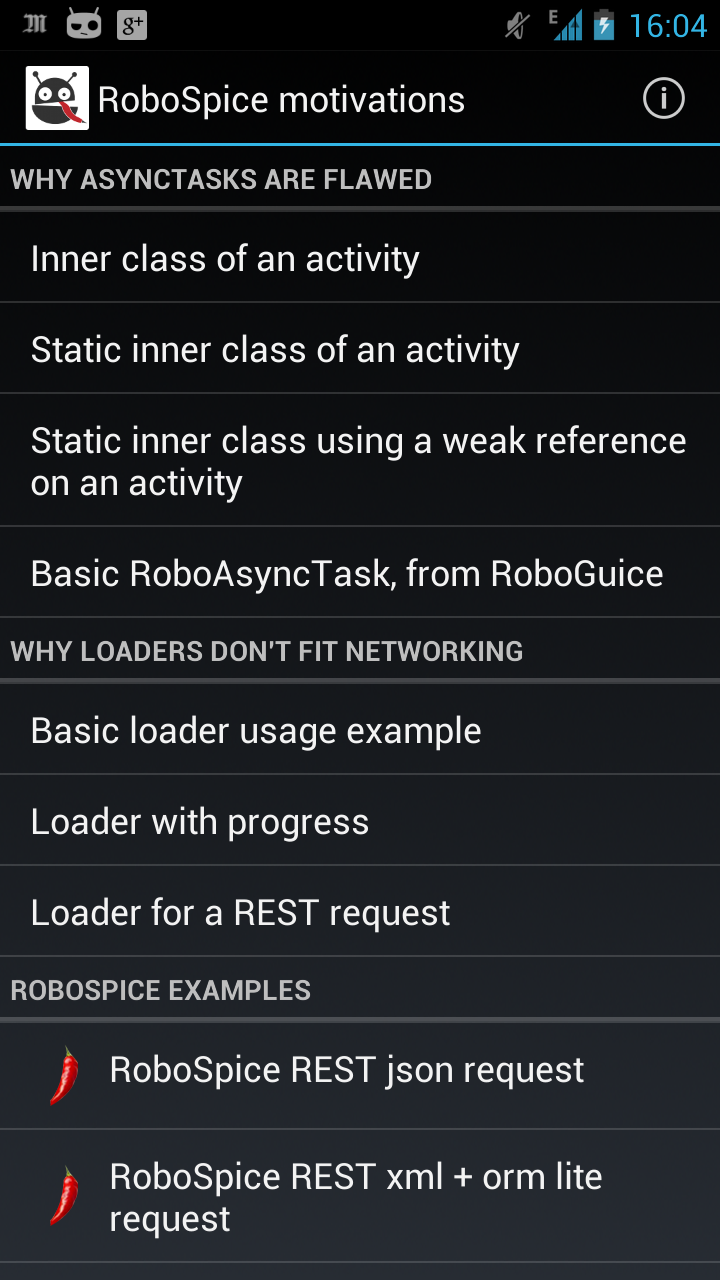 g+
E
16:04
RoboSpice motivations
WHY ASYNCTASKS ARE FLAWED
Inner class of an activity
Static inner class of an activity
Static inner class using a weak reference
on an activity
Basic RoboAsyncTask, from RoboGuice
WHY LOADERS DON'T FIT NETWORKING
Basic loader usage example
Loader with progress
Loader for a REST request
ROBOSPICE EXAMPLES
RoboSpice REST json request
RoboSpice REST xml + orm lite
request